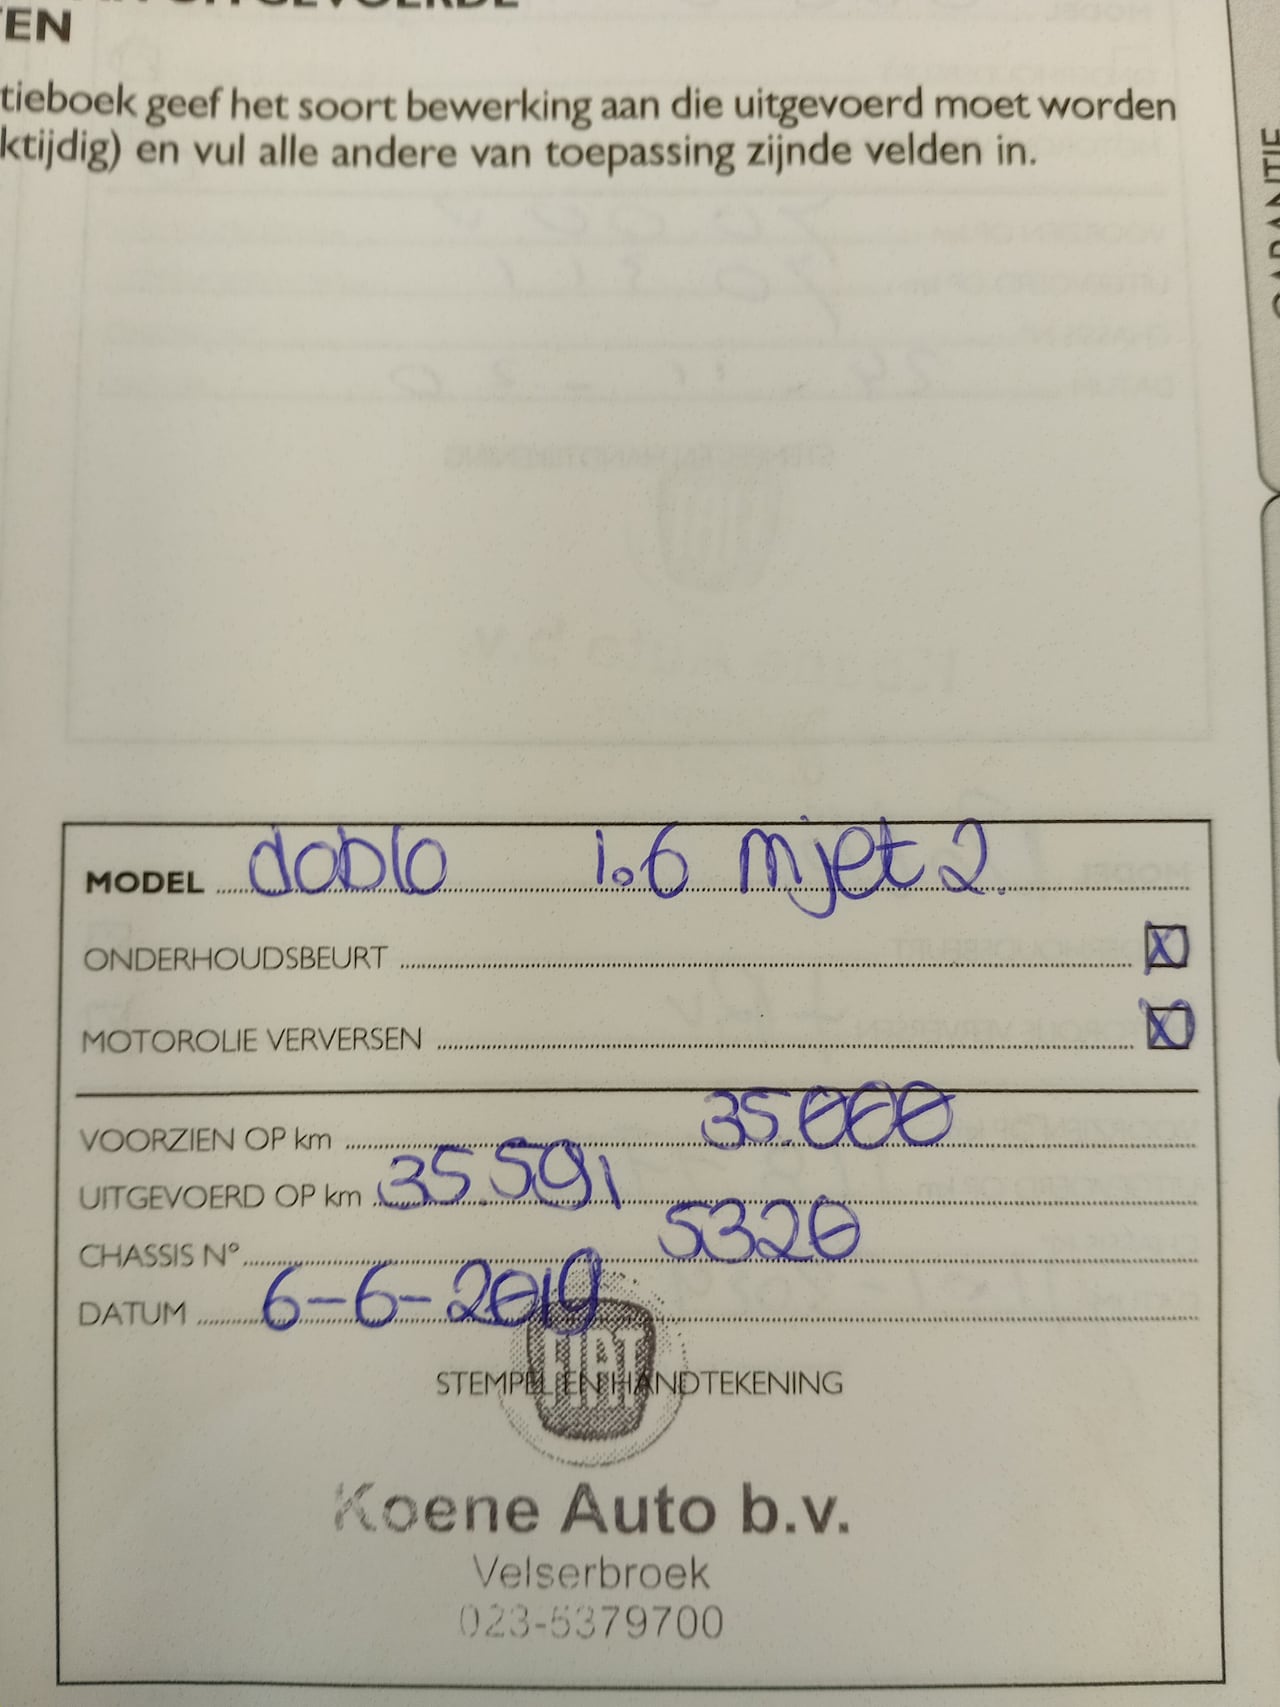 EN
tieboek geef het soort bewerking aan die uitgevoerd moet worden
ktijdig) en vul alle andere van toepassing zijnde velden in.
MODEL doblo 1.6 mjet 2.
ONDERHOUDSBEURT X
MOTOROLIE VERVERSEN X
VOORZIEN OP km 35.000
UITGEVOERD OP km 35.591
CHASSIS N° 5320
DATUM 6-6-2019
FIAT
STEMPEL EN HANDTEKENING
Koene Auto b.v.
Velserbroek
023-5379700